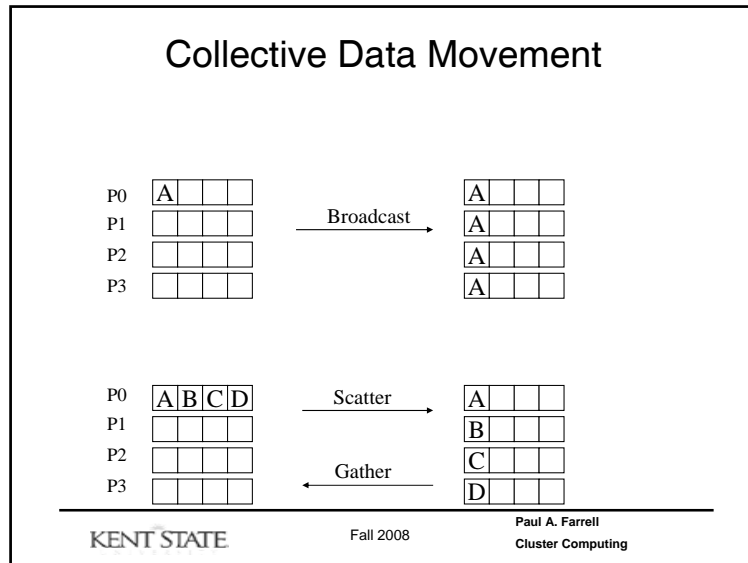 Collective Data Movement
P0 A A
P1 Broadcast A
P2 A
P3 A
P0 A B C D Scatter A
P1 B
P2 C
P3 Gather D
KENT STATE Fall 2008 Paul A. Farrell
Cluster Computing